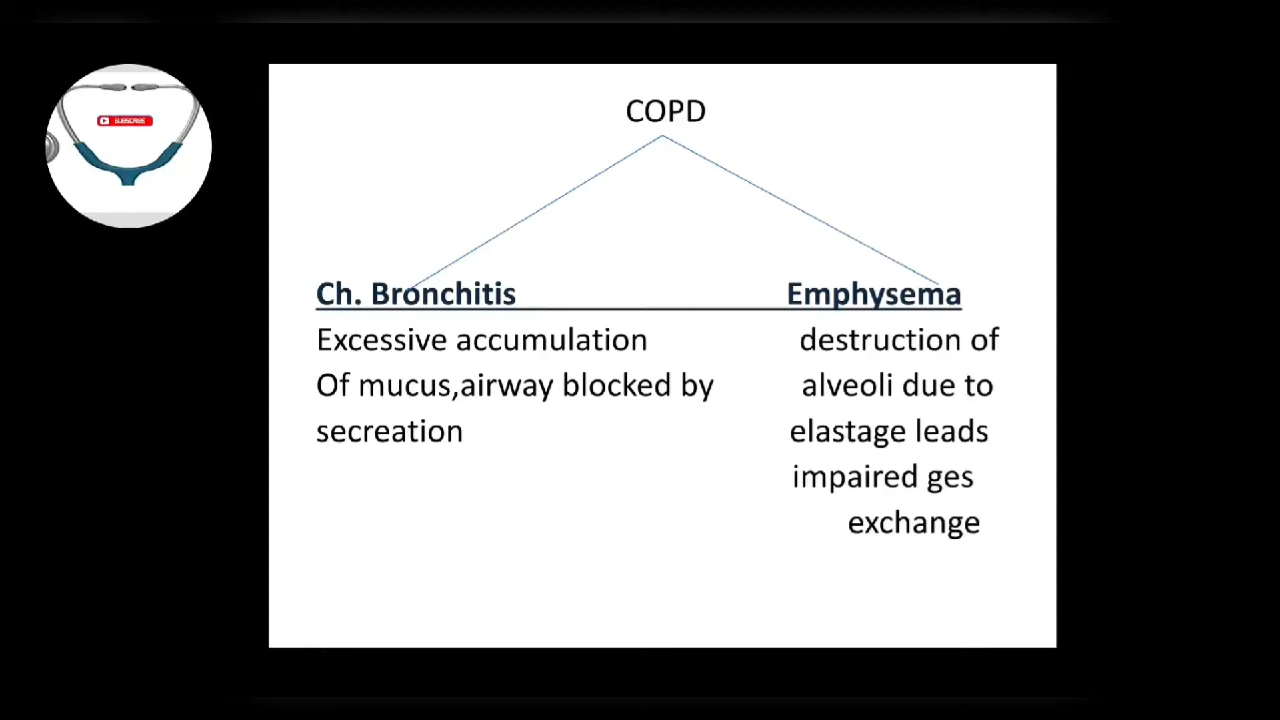 SUBSCRIBE
COPD
Ch. Bronchitis Emphysema
Excessive accumulation destruction of
Of mucus,airway blocked by alveoli due to
secreation elastage leads
impaired ges
exchange